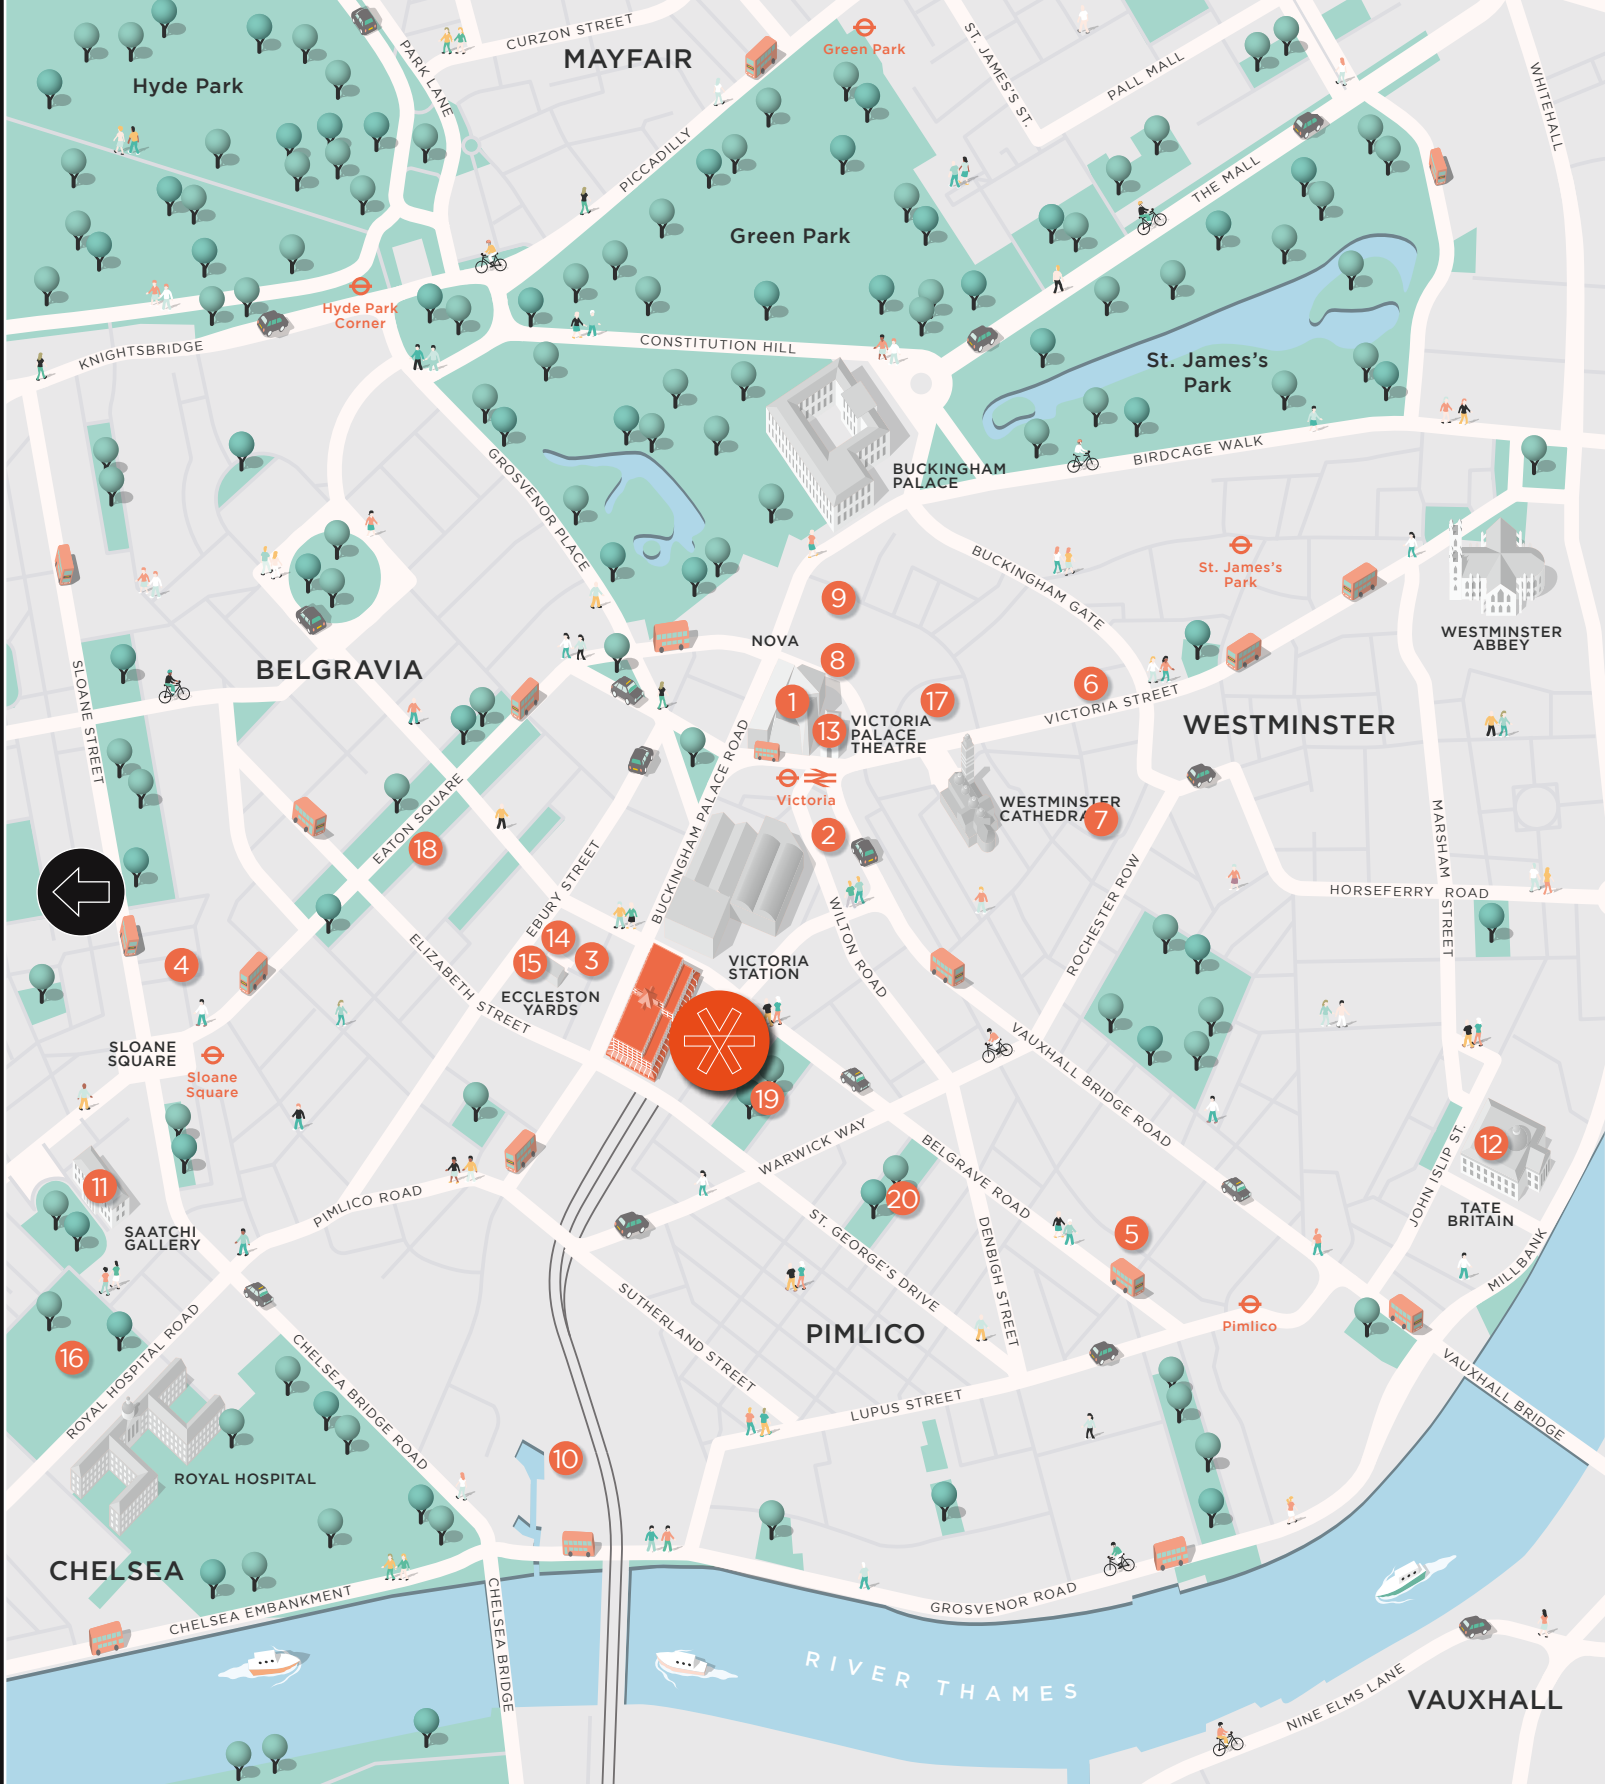 CURZON STREET
MAYFAIR
Green Park
ST. JAMES'S ST.
PALL MALL
WHITEHALL
PARK LANE
Hyde Park
PICCADILLY
THE MALL
Green Park
Hyde Park
Corner
KNIGHTSBRIDGE
CONSTITUTION HILL
St. James's
Park
BIRDCAGE WALK
BUCKINGHAM
PALACE
GROSVENOR PLACE
BUCKINGHAM GATE
St. James's
Park
WESTMINSTER
ABBEY
9
NOVA
8
BELGRAVIA
SLOANE STREET
1
17
6
VICTORIA STREET
13
VICTORIA
PALACE
THEATRE
WESTMINSTER
Victoria
WESTMINSTER
CATHEDRA
7
2
EATON SQUARE
18
BUCKINGHAM PALACE ROAD
MARSHAM STREET
HORSEFERRY ROAD
EBURY STREET
WILTON ROAD
ROCHESTER ROW
14
15
3
4
ELIZABETH STREET
ECCLESTON
YARDS
VICTORIA
STATION
SLOANE
SQUARE
Sloane
Square
VAUXHALL BRIDGE ROAD
19
WARWICK WAY
BELGRAVE ROAD
12
JOHN ISLIP ST.
TATE
BRITAIN
11
SAATCHI
GALLERY
PIMLICO ROAD
20
ST. GEORGE'S DRIVE
DENBIGH STREET
5
MILLBANK
SUTHERLAND STREET
PIMLICO
Pimlico
16
ROYAL HOSPITAL ROAD
CHELSEA BRIDGE ROAD
LUPUS STREET
VAUXHALL BRIDGE
10
ROYAL HOSPITAL
CHELSEA
CHELSEA EMBANKMENT
CHELSEA BRIDGE
GROSVENOR ROAD
RIVER THAMES
NINE ELMS LANE
VAUXHALL